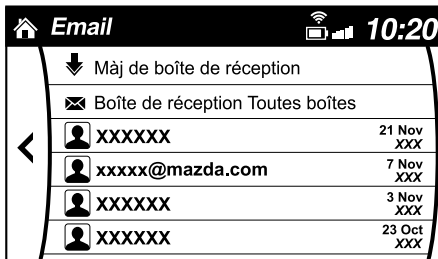 Email 10:20
Màj de boîte de réception
Boîte de réception Toutes boîtes
XXXXXX 21 Nov
XXX
xxxxx@mazda.com 7 Nov
XXX
XXXXXX 3 Nov
XXX
XXXXXX 23 Oct
XXX